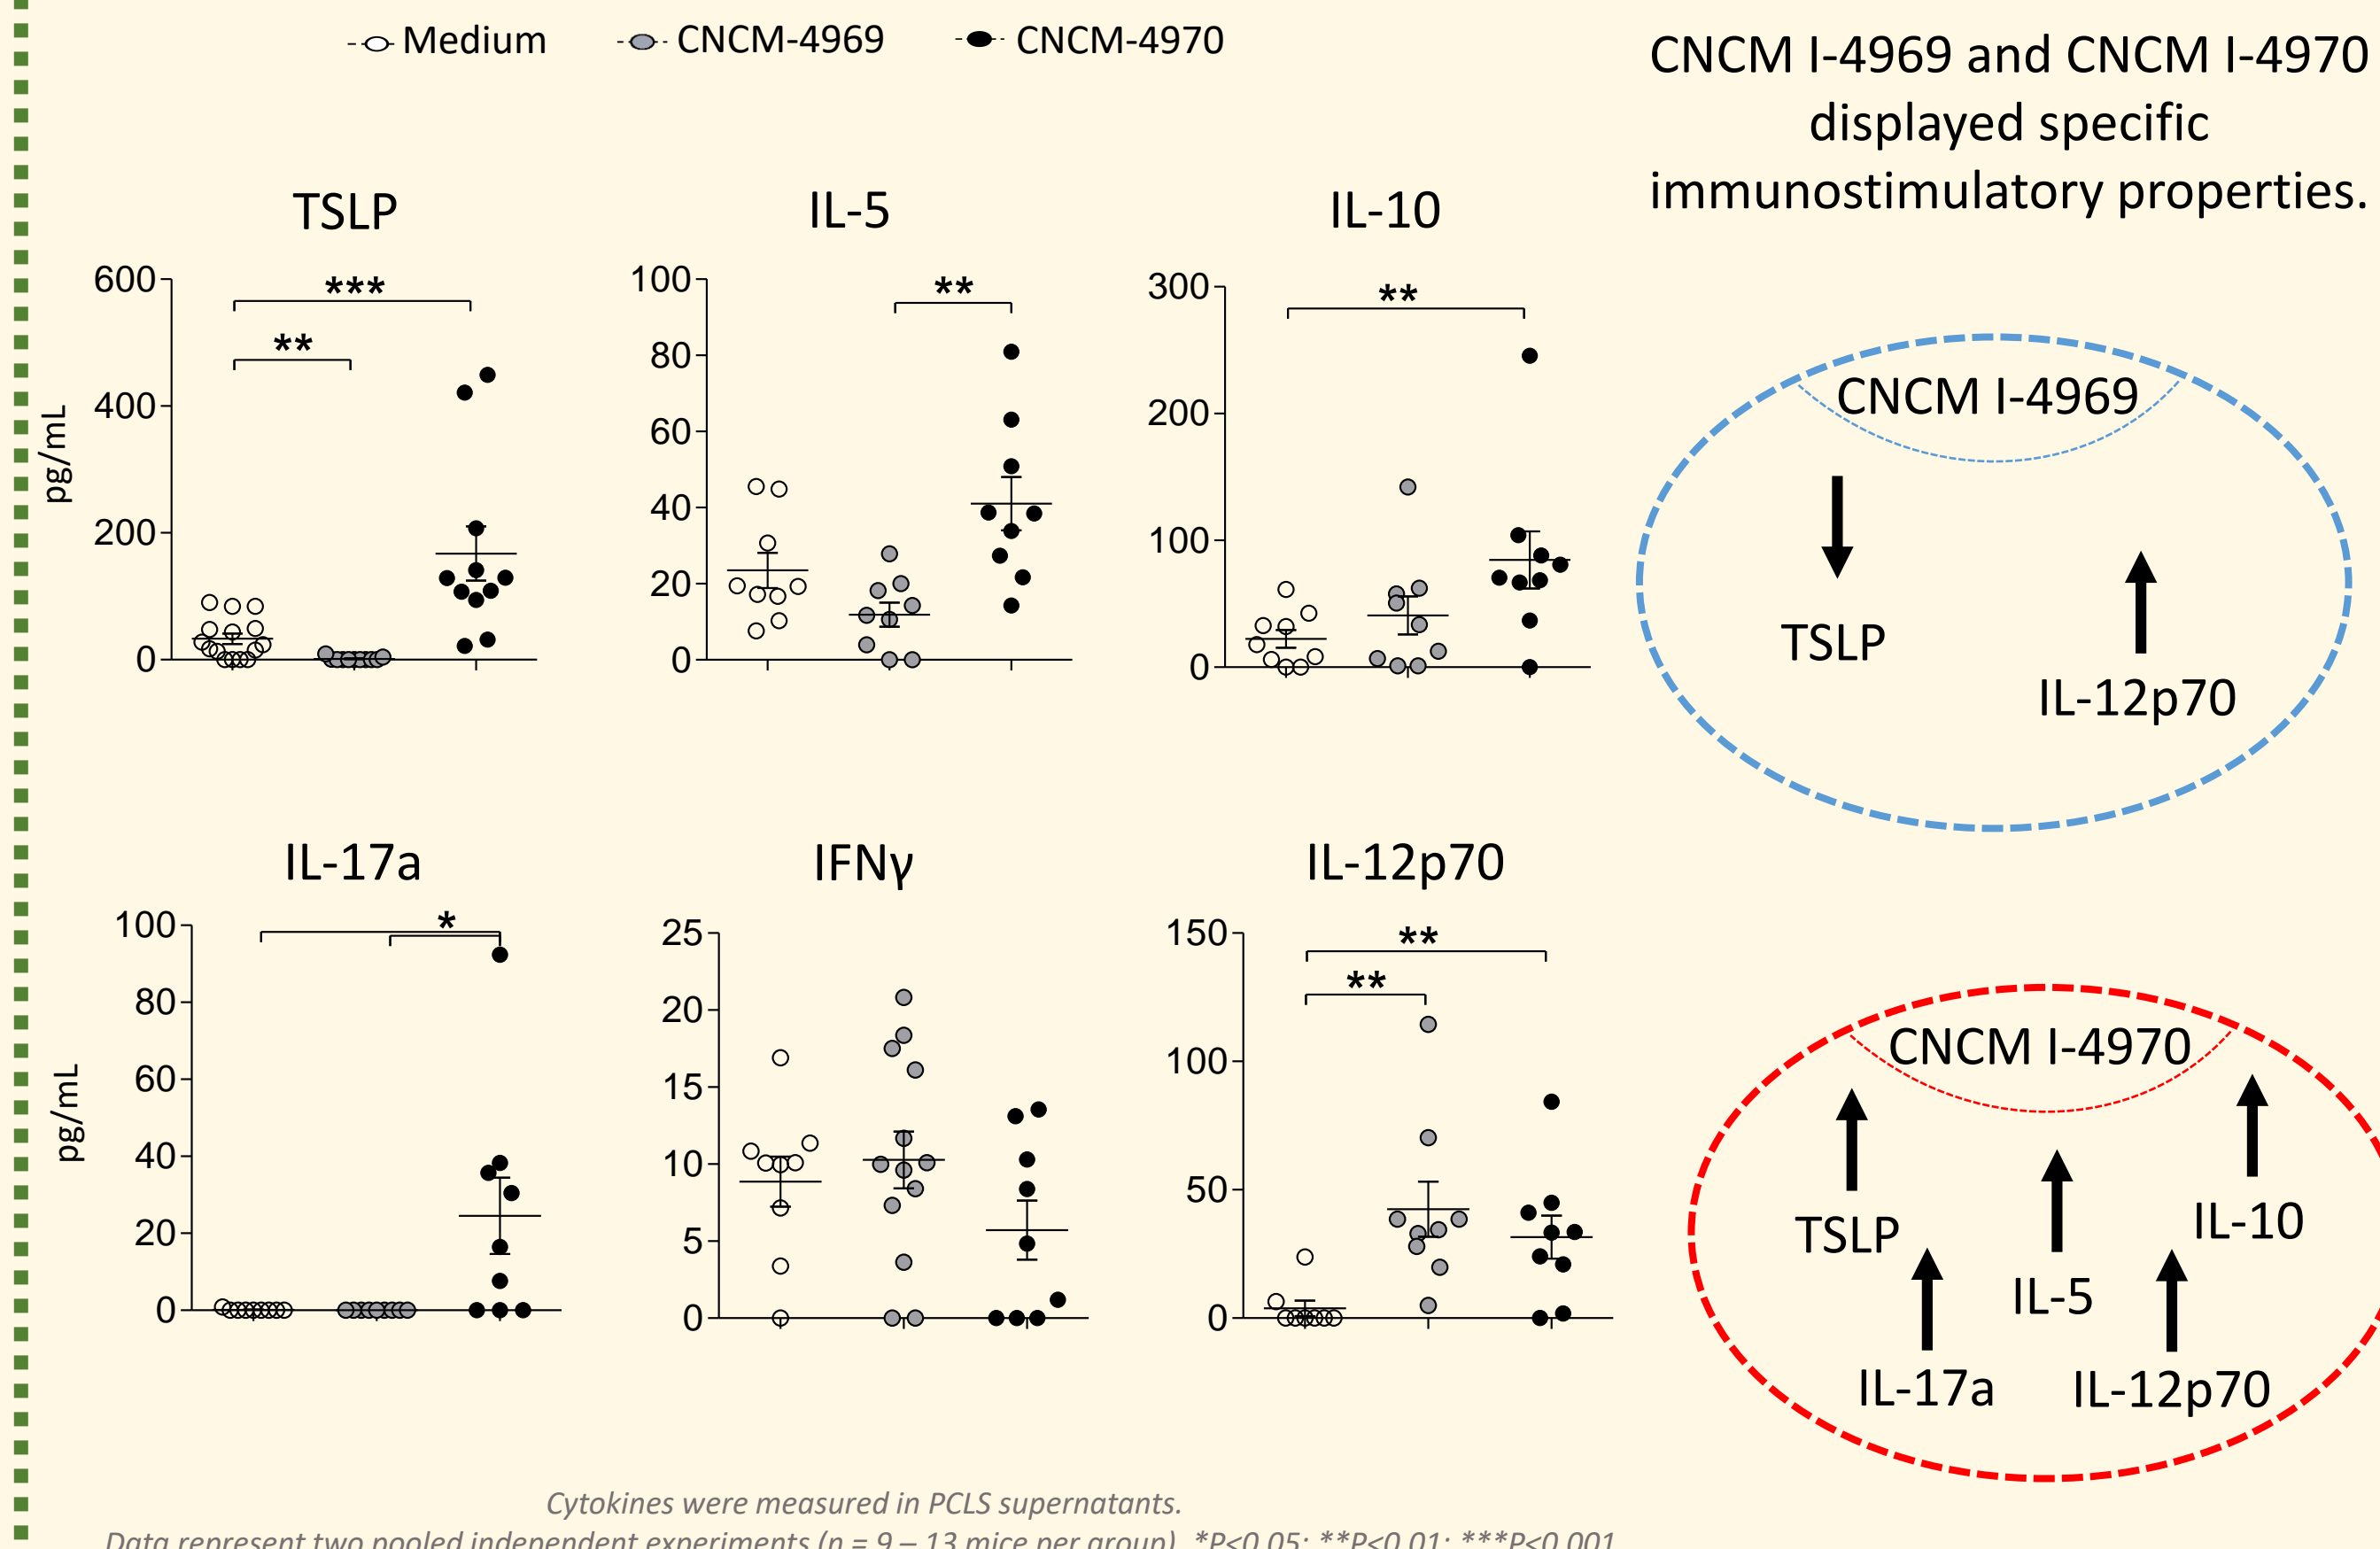 Medium CNCM-4969 CNCM-4970
CNCM I-4969 and CNCM I-4970
displayed specific
immunostimulatory properties.
TSLP
pg/mL
600
400
200
0
***
**
IL-5
100
80
60
40
20
0
**
IL-10
300
200
100
0
**
CNCM I-4969
TSLP
IL-12p70
IL-17a
pg/mL
100
80
60
40
20
0
*
IFNγ
25
20
15
10
5
0
IL-12p70
150
100
50
0
**
**
CNCM I-4970
TSLP
IL-10
IL-5
IL-17a
IL-12p70
Cytokines were measured in PCLS supernatants.
Data represent two pooled independent experiments (n = 9 – 13 mice per group). *P<0.05; **P<0.01; ***P<0.001